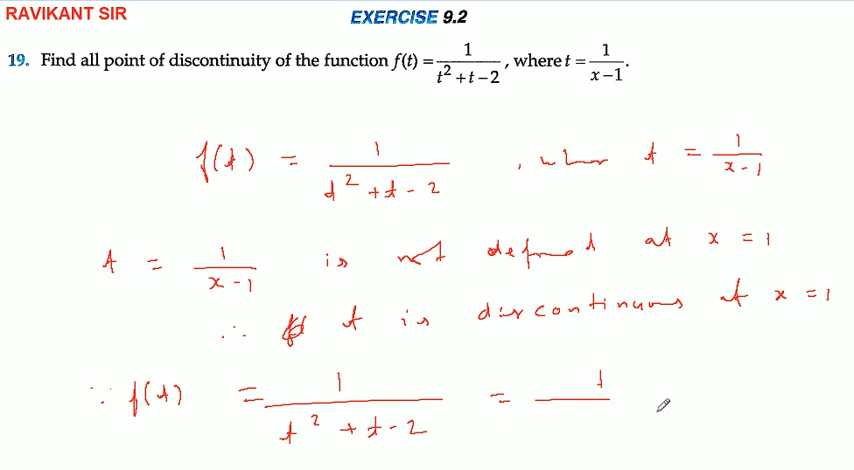 RAVIKANT SIR
EXERCISE 9.2
19. Find all point of discontinuity of the function f(t) = 1/(t² + t − 2), where t = 1/(x − 1).
f(t) = 1/(t² + t - 2), where t = 1/(x - 1)
t = 1/(x - 1) is not defined at x = 1
∴ t is discontinuous at x = 1
∵ f(t) = 1/(t² + t - 2) = 1/